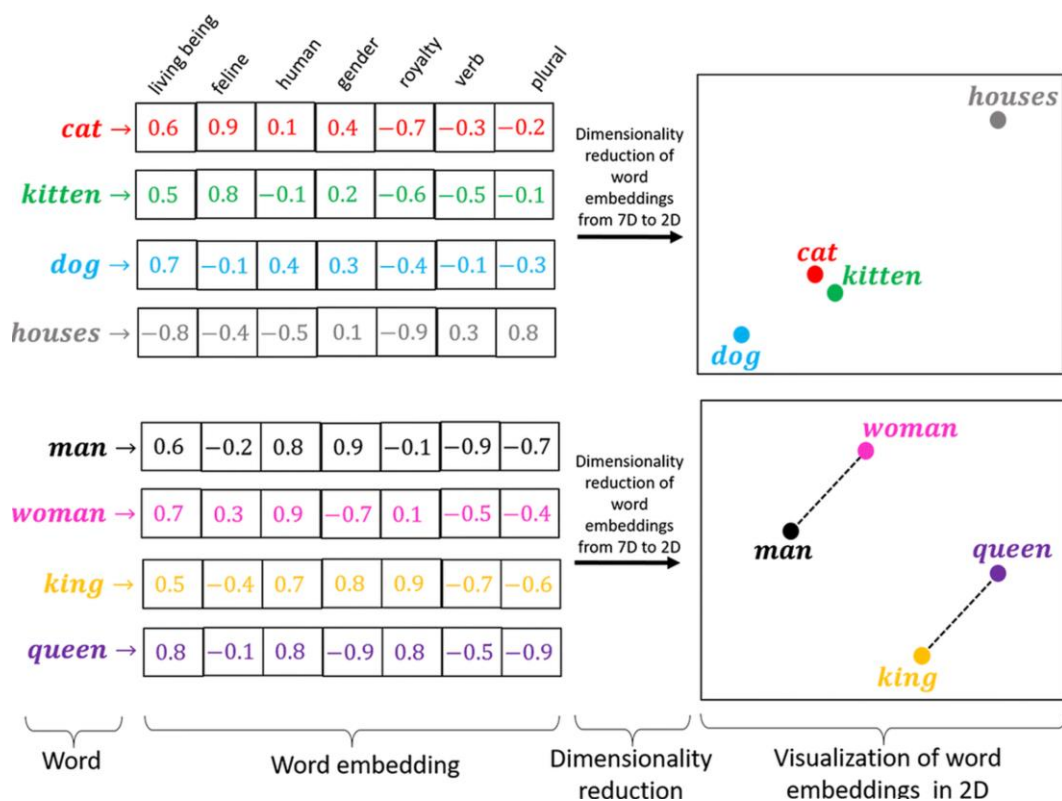 living being feline human gender royalty verb plural
cat → 0.6 0.9 0.1 0.4 −0.7 −0.3 −0.2
kitten → 0.5 0.8 −0.1 0.2 −0.6 −0.5 −0.1
dog → 0.7 −0.1 0.4 0.3 −0.4 −0.1 −0.3
houses → −0.8 −0.4 −0.5 0.1 −0.9 0.3 0.8
Dimensionality
reduction of
word
embeddings
from 7D to 2D
houses
cat
kitten
dog
man → 0.6 −0.2 0.8 0.9 −0.1 −0.9 −0.7
woman → 0.7 0.3 0.9 −0.7 0.1 −0.5 −0.4
king → 0.5 −0.4 0.7 0.8 0.9 −0.7 −0.6
queen → 0.8 −0.1 0.8 −0.9 0.8 −0.5 −0.9
Dimensionality
reduction of
word
embeddings
from 7D to 2D
woman
man
queen
king
Word
Word embedding
Dimensionality
reduction
Visualization of word
embeddings in 2D